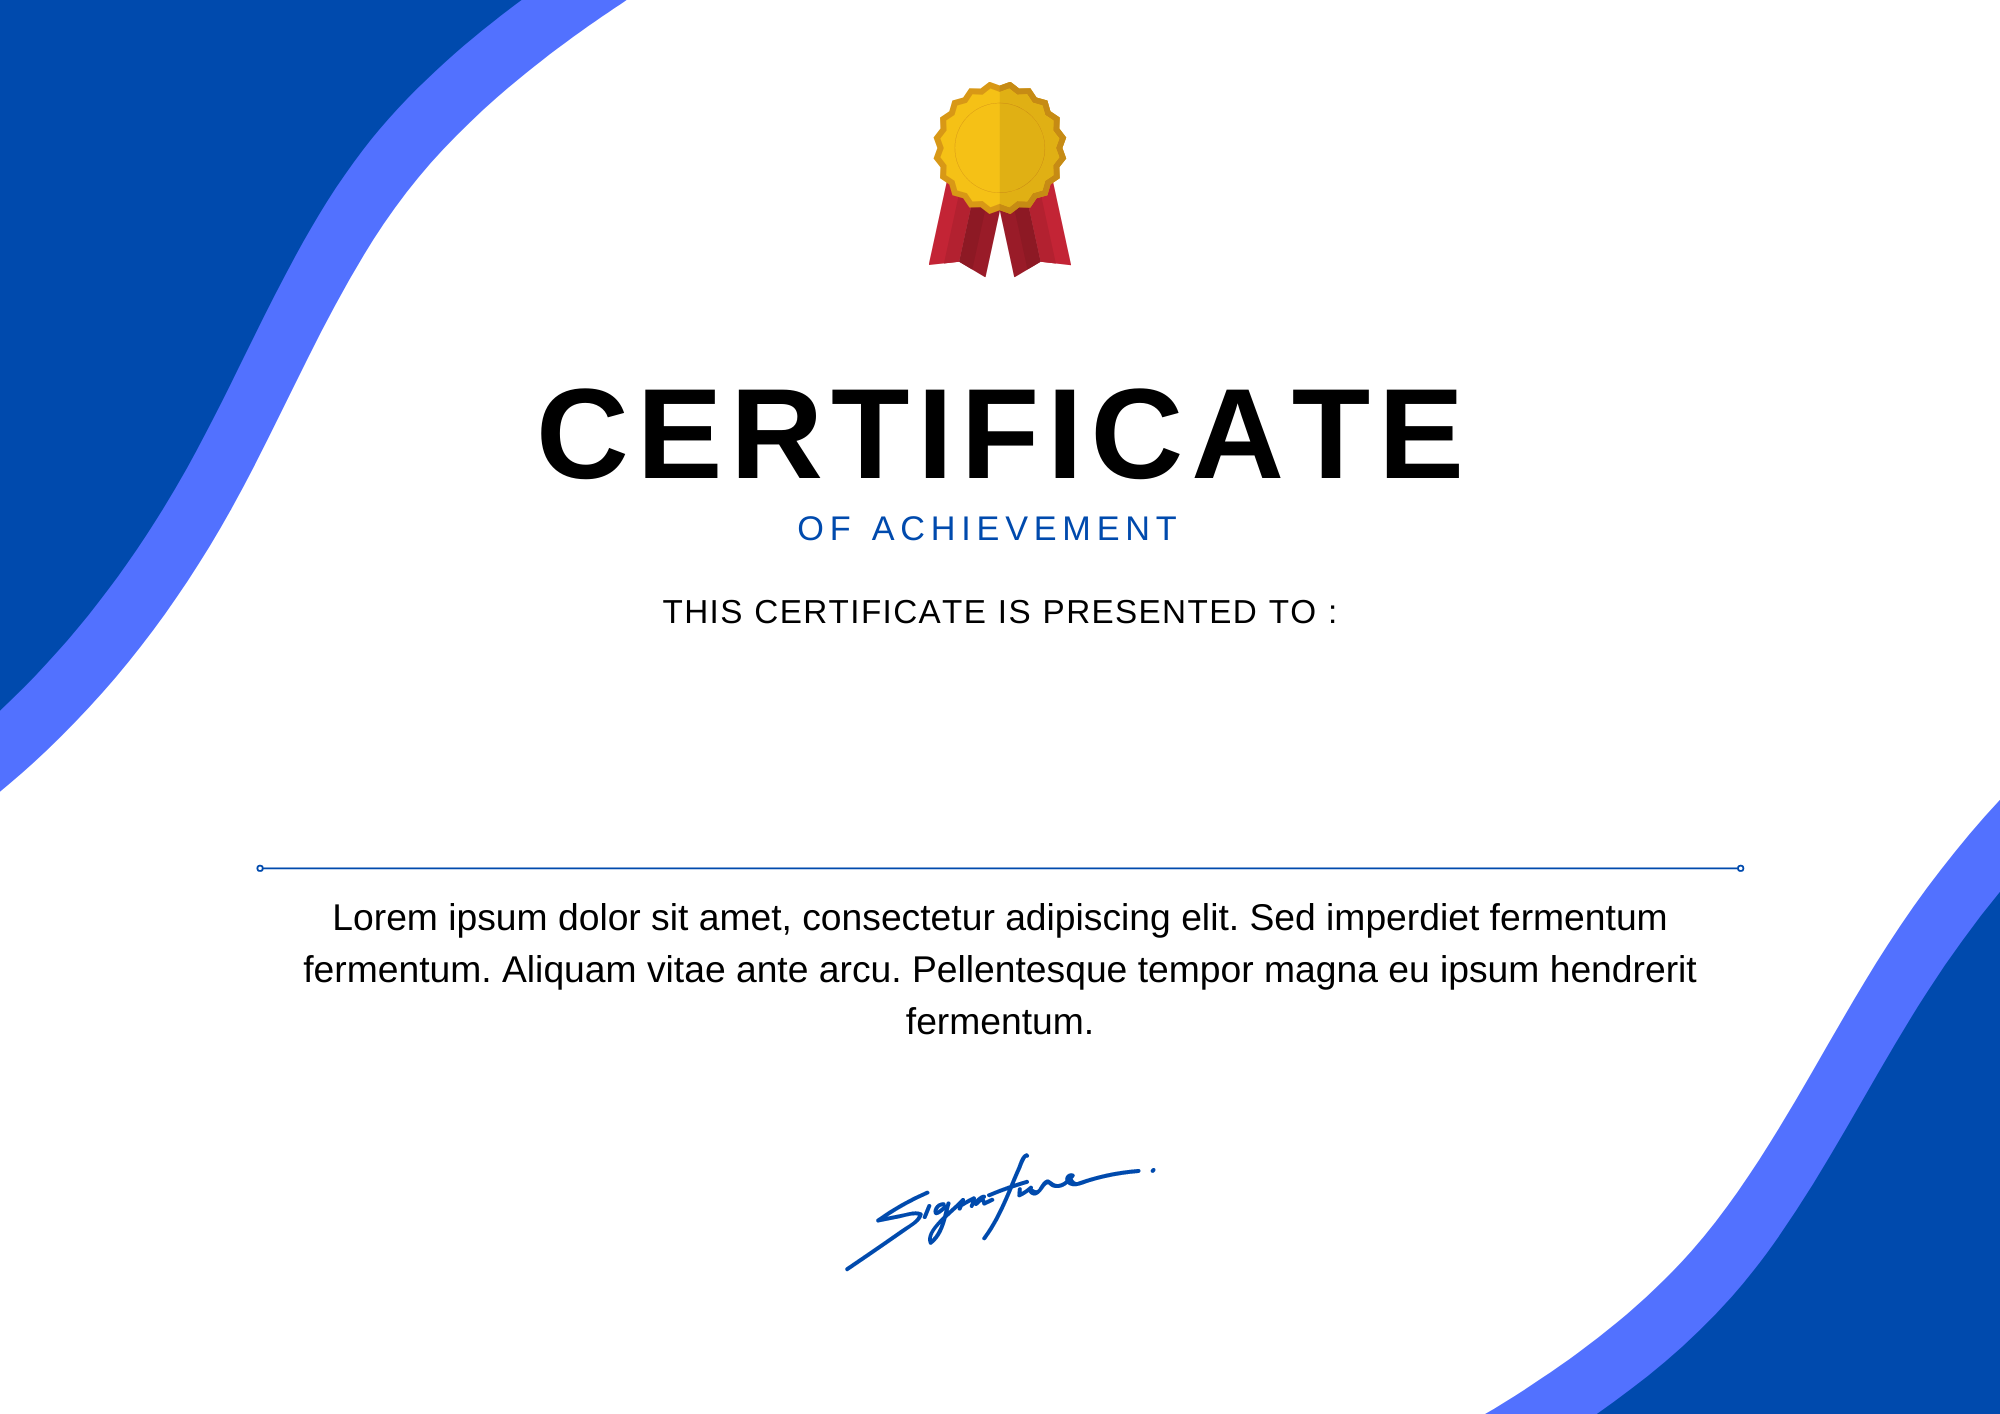 CERTIFICATE
OF ACHIEVEMENT
THIS CERTIFICATE IS PRESENTED TO :
Lorem ipsum dolor sit amet, consectetur adipiscing elit. Sed imperdiet fermentum
fermentum. Aliquam vitae ante arcu. Pellentesque tempor magna eu ipsum hendrerit
fermentum.
Signature